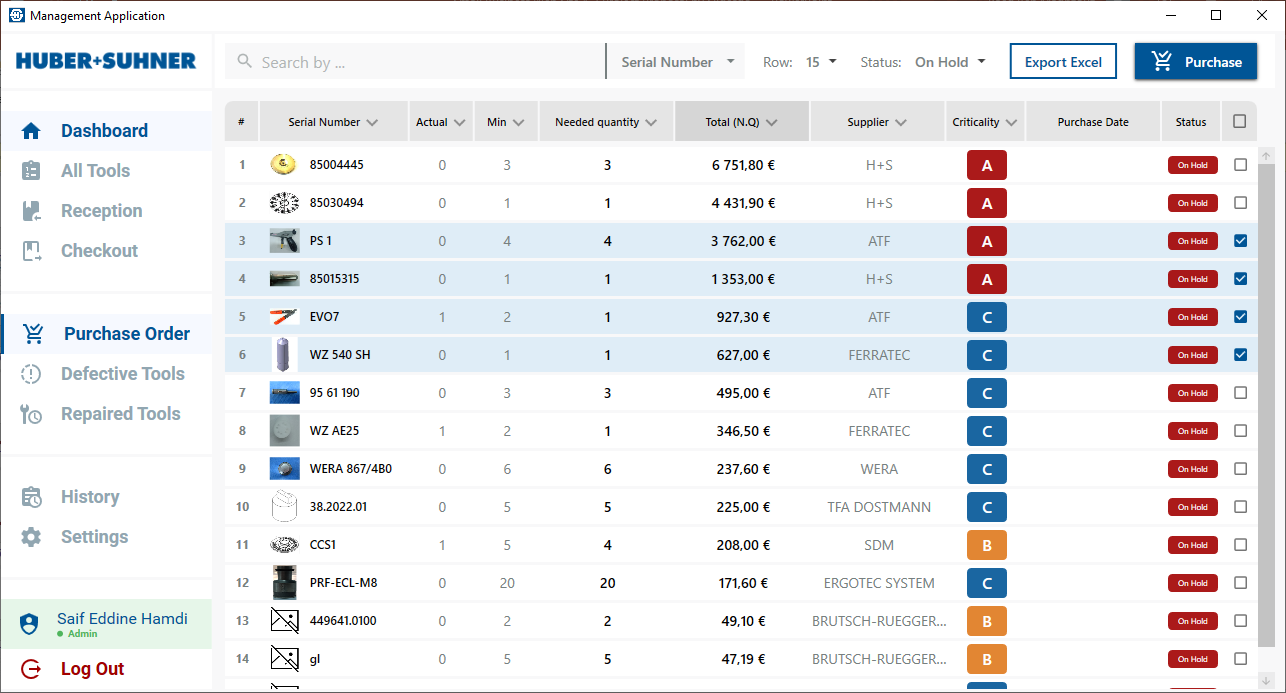 Management Application
HUBER+SUHNER
Search by ... Serial Number Row: 15 Status: On Hold Export Excel Purchase
Dashboard
All Tools
Reception
Checkout
Purchase Order
Defective Tools
Repaired Tools
History
Settings
Saif Eddine Hamdi
Admin
Log Out
# Serial Number Actual Min Needed quantity Total (N.Q) Supplier Criticality Purchase Date Status
1 85004445 0 3 3 6 751,80 € H+S A On Hold
2 85030494 0 1 1 4 431,90 € H+S A On Hold
3 PS 1 0 4 4 3 762,00 € ATF A On Hold
4 85015315 0 1 1 1 353,00 € H+S A On Hold
5 EVO7 1 2 1 927,30 € ATF C On Hold
6 WZ 540 SH 0 1 1 627,00 € FERRATEC C On Hold
7 95 61 190 0 3 3 495,00 € ATF C On Hold
8 WZ AE25 1 2 1 346,50 € FERRATEC C On Hold
9 WERA 867/4B0 0 6 6 237,60 € WERA C On Hold
10 38.2022.01 0 5 5 225,00 € TFA DOSTMANN C On Hold
11 CCS1 1 5 4 208,00 € SDM B On Hold
12 PRF-ECL-M8 0 20 20 171,60 € ERGOTEC SYSTEM C On Hold
13 449641.0100 0 2 2 49,10 € BRUTSCH-RUEGGER... B On Hold
14 gl 0 5 5 47,19 € BRUTSCH-RUEGGER... B On Hold